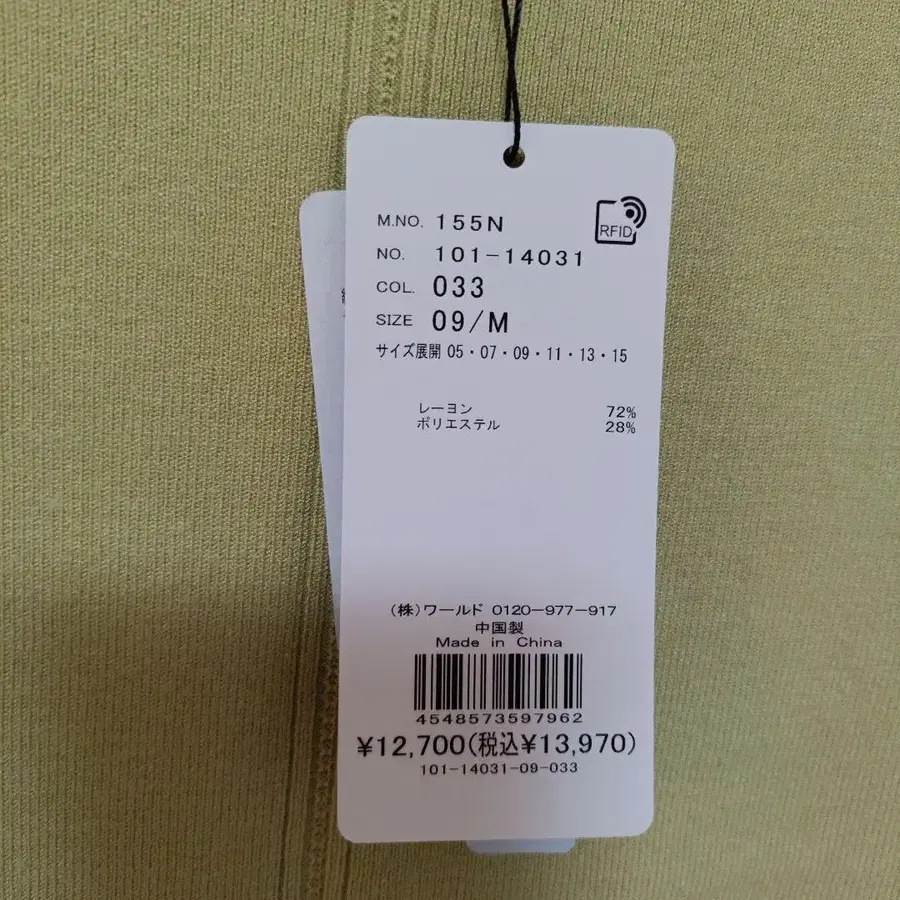 M.NO. 155N
RFID
NO. 101-14031
COL. 033
SIZE 09/M
サイズ展開 05・07・09・11・13・15
レーヨン 72%
ポリエステル 28%
(株)ワールド 0120-977-917
中国製
Made in China
4548573597962
¥12,700(税込¥13,970)
101-14031-09-033